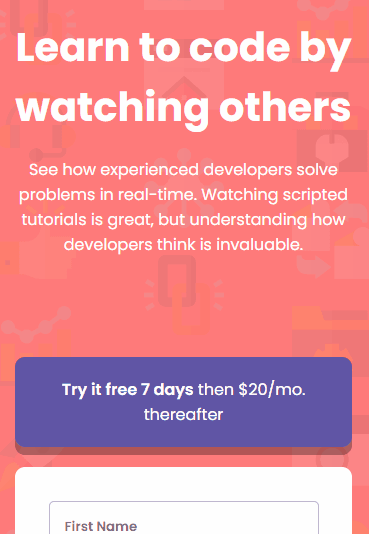 Learn to code by
watching others
See how experienced developers solve
problems in real-time. Watching scripted
tutorials is great, but understanding how
developers think is invaluable.
Try it free 7 days then $20/mo.
thereafter
First Name